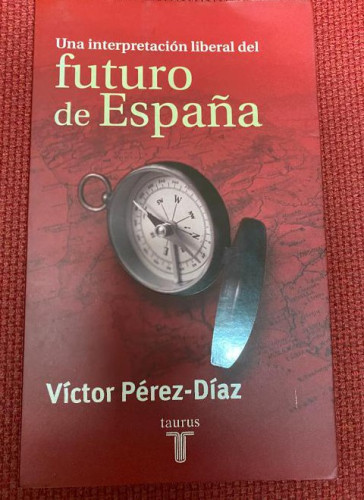 Una interpretación liberal del
futuro
de España
W
N
S
Víctor Pérez-Díaz
taurus
T